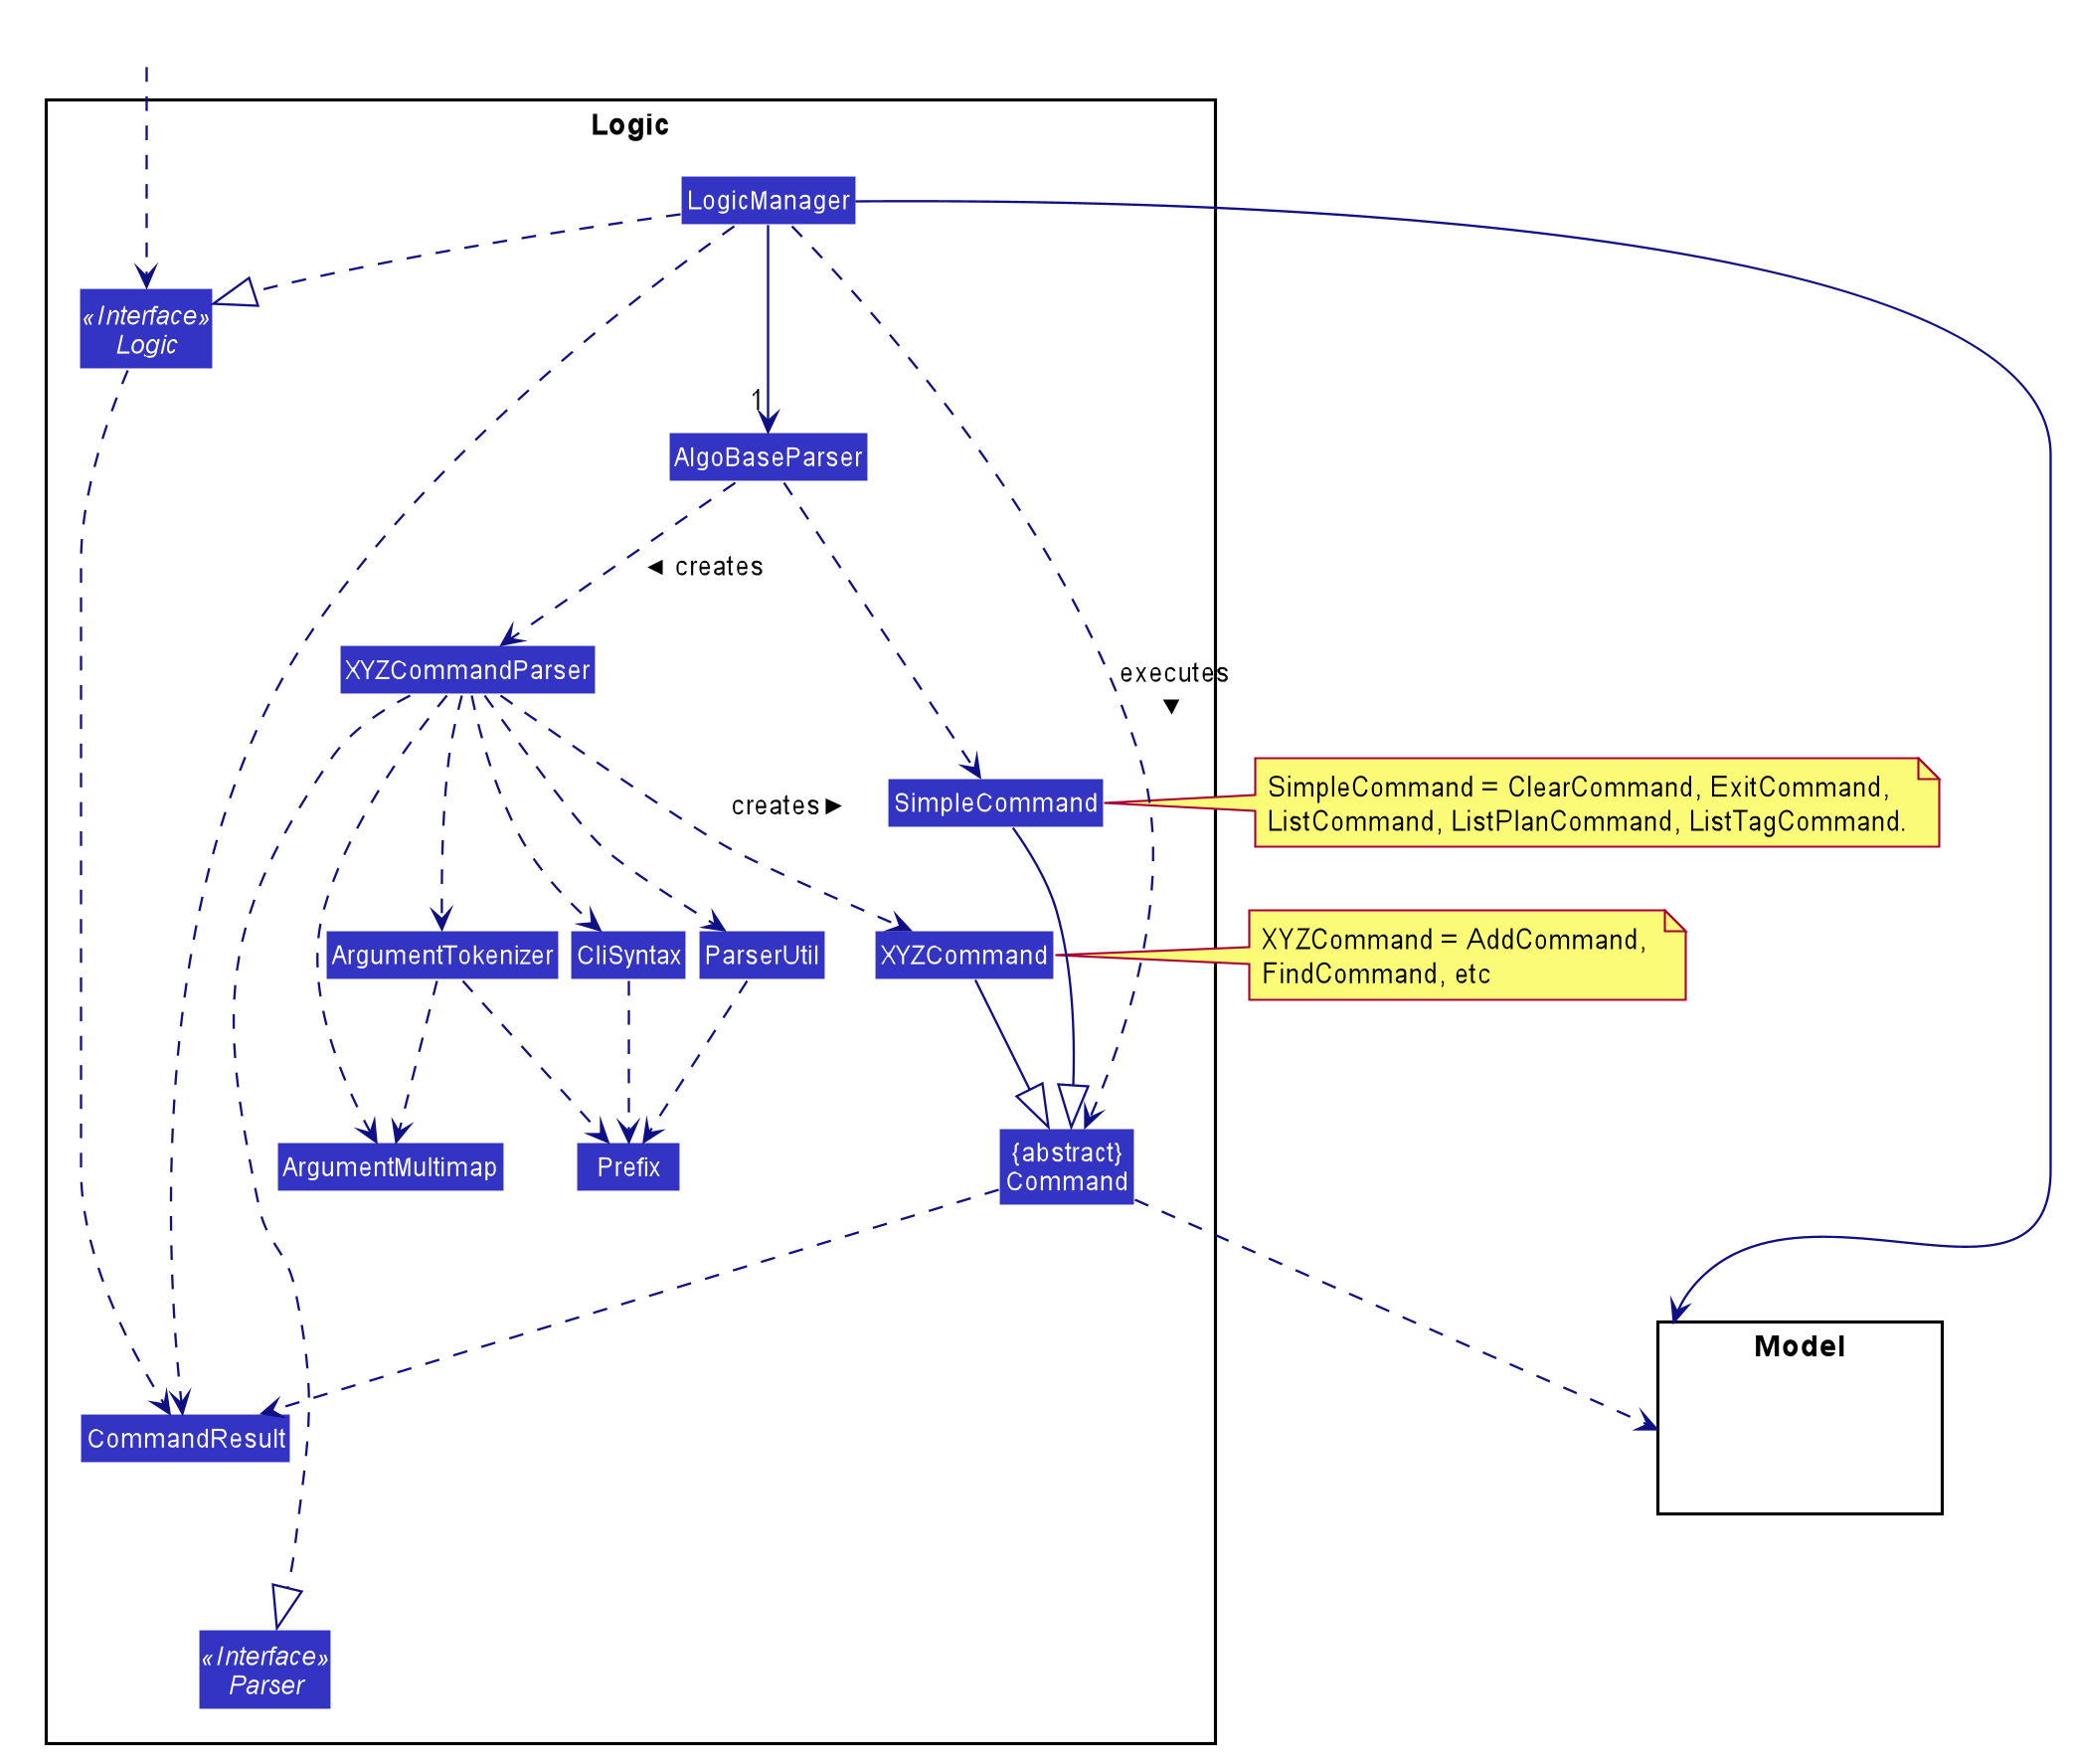 Logic
LogicManager
«Interface»
Logic
1
AlgoBaseParser
◄ creates
XYZCommandParser
executes
▼
creates ►
SimpleCommand
SimpleCommand = ClearCommand, ExitCommand,
ListCommand, ListPlanCommand, ListTagCommand.
ArgumentTokenizer
CliSyntax
ParserUtil
XYZCommand
XYZCommand = AddCommand,
FindCommand, etc
ArgumentMultimap
Prefix
{abstract}
Command
Model
CommandResult
«Interface»
Parser